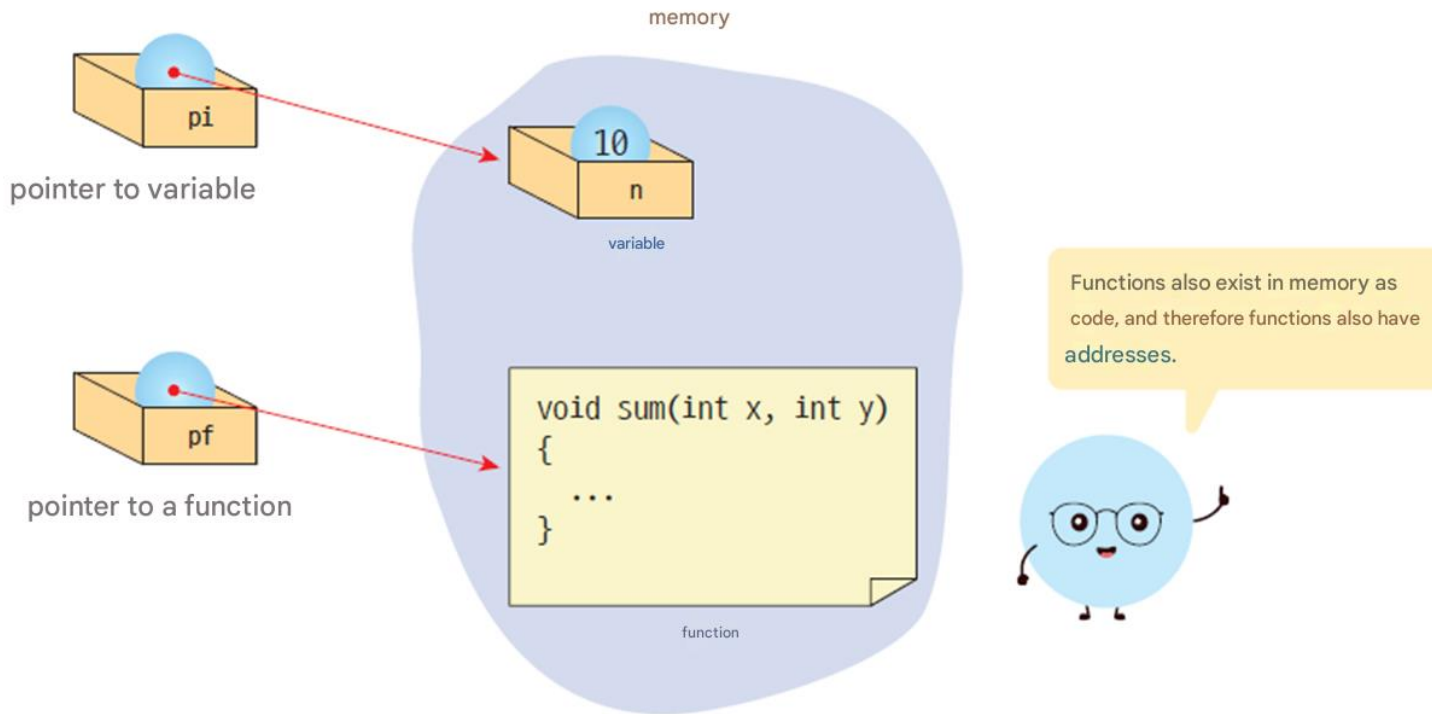 memory
pi
pointer to variable
10
n
variable
Functions also exist in memory as
code, and therefore functions also have
addresses.
pf
pointer to a function
void sum(int x, int y)
{
...
}
function